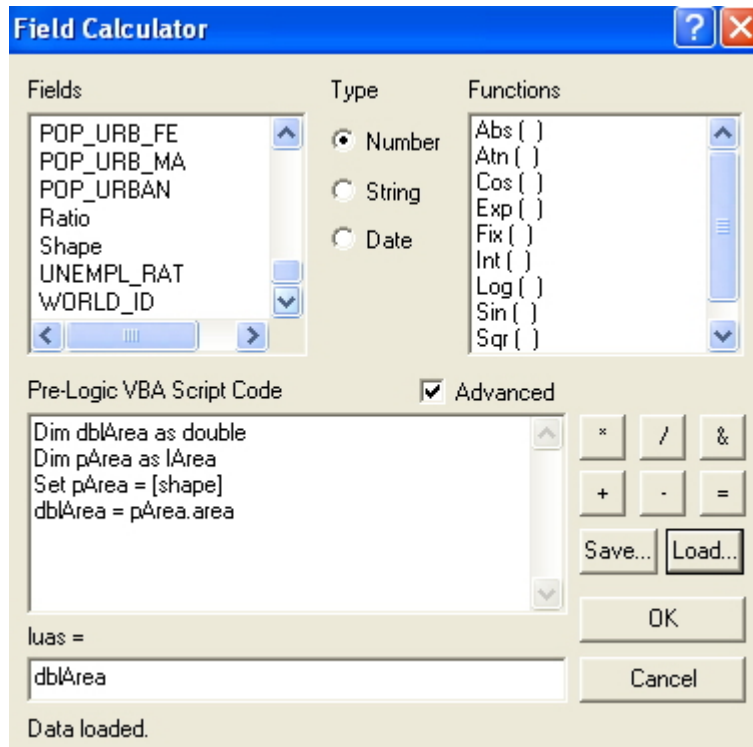 Field Calculator
?
Fields
POP_URB_FE
POP_URB_MA
POP_URBAN
Ratio
Shape
UNEMPL_RAT
WORLD_ID
Type
Number
String
Date
Functions
Abs ( )
Atn ( )
Cos ( )
Exp ( )
Fix ( )
Int ( )
Log ( )
Sin ( )
Sqr ( )
Pre-Logic VBA Script Code
Advanced
Dim dblArea as double
Dim pArea as IArea
Set pArea = [shape]
dblArea = pArea.area
* / &
+ - =
Save... Load...
OK
Cancel
luas =
dblArea
Data loaded.